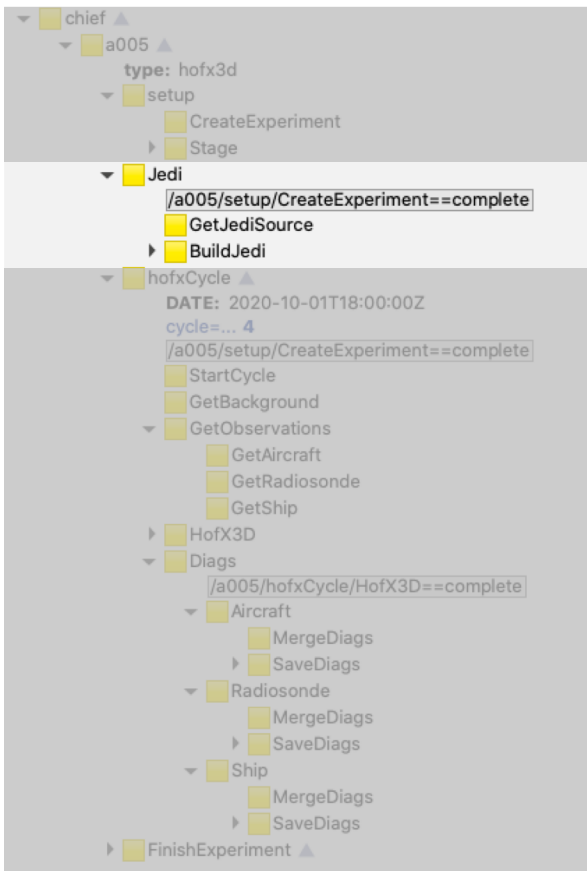 chief
a005
type: hofx3d
setup
CreateExperiment
Stage
Jedi
/a005/setup/CreateExperiment==complete
GetJediSource
BuildJedi
hofxCycle
DATE: 2020-10-01T18:00:00Z
cycle=... 4
/a005/setup/CreateExperiment==complete
StartCycle
GetBackground
GetObservations
GetAircraft
GetRadiosonde
GetShip
HofX3D
Diags
/a005/hofxCycle/HofX3D==complete
Aircraft
MergeDiags
SaveDiags
Radiosonde
MergeDiags
SaveDiags
Ship
MergeDiags
SaveDiags
FinishExperiment